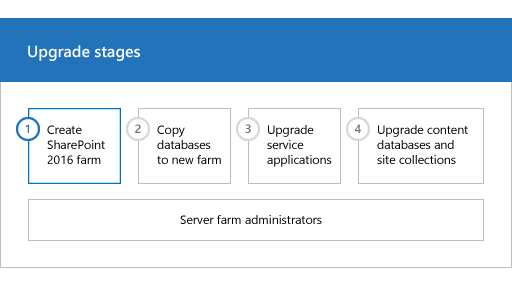 Upgrade stages
1
Create
SharePoint
2016 farm
2
Copy
databases
to new farm
3
Upgrade
service
applications
4
Upgrade content
databases and
site collections
Server farm administrators